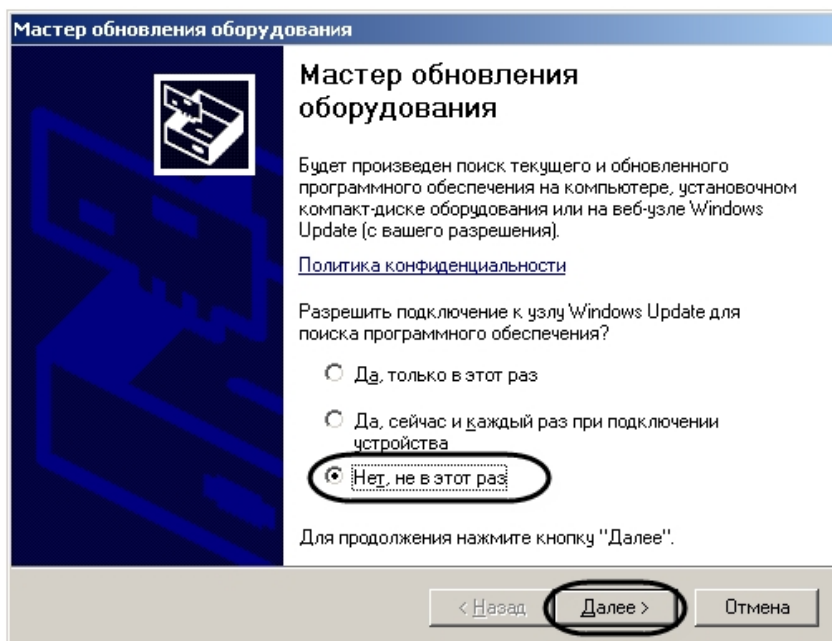 Мастер обновления оборудования
Мастер обновления
оборудования
Будет произведен поиск текущего и обновленного
программного обеспечения на компьютере, установочном
компакт-диске оборудования или на веб-узле Windows
Update (с вашего разрешения).
Политика конфиденциальности
Разрешить подключение к узлу Windows Update для
поиска программного обеспечения?
Да, только в этот раз
Да, сейчас и каждый раз при подключении
устройства
Нет, не в этот раз
Для продолжения нажмите кнопку "Далее".
< Назад Далее > Отмена